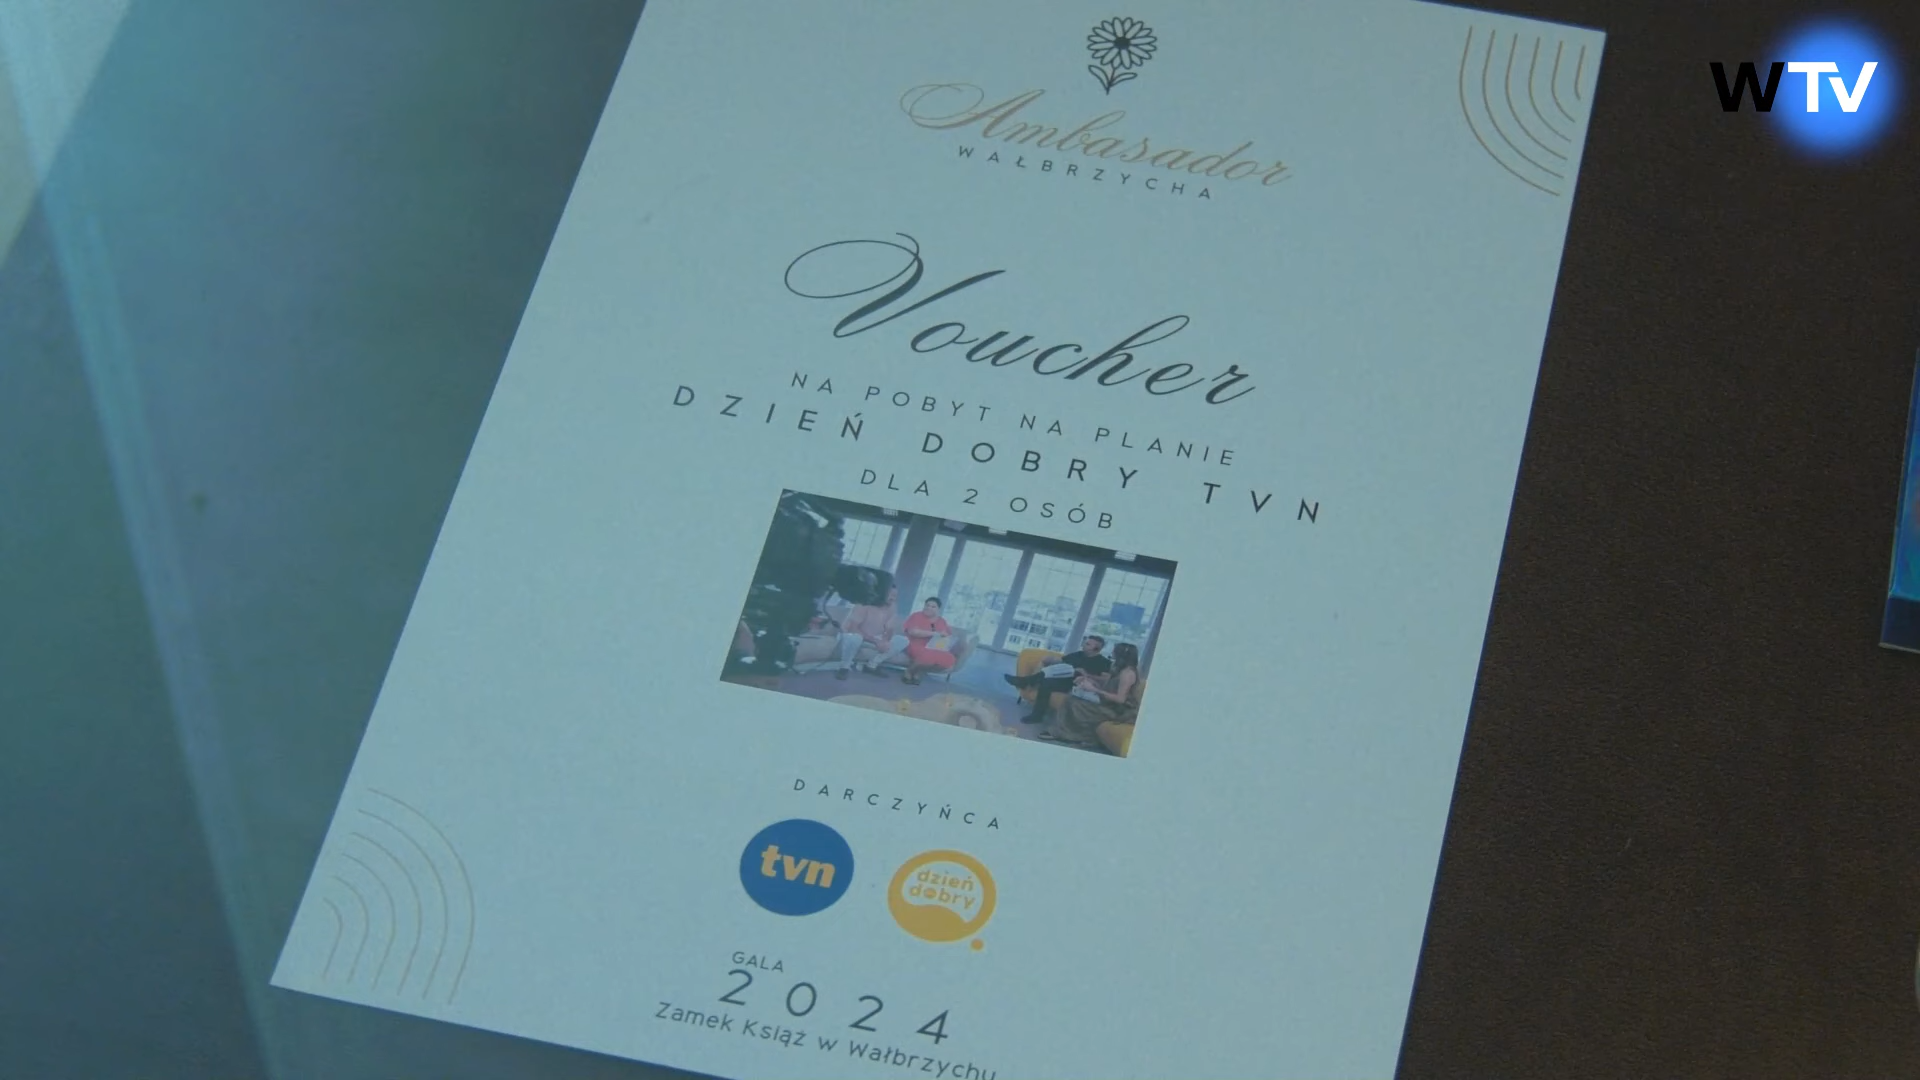 WTV
Ambasador
WAŁBRZYCHA
Voucher
NA POBYT NA PLANIE
DZIEŃ DOBRY TVN
DLA 2 OSÓB
DARCZYŃCA
tvn
dzień
dobry
GALA
2024
Zamek Książ w Wałbrzychu